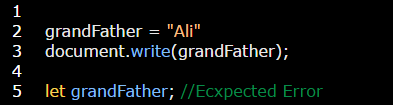 1
2 grandFather = "Ali"
3 document.write(grandFather);
4
5 let grandFather; //Ecxpected Error